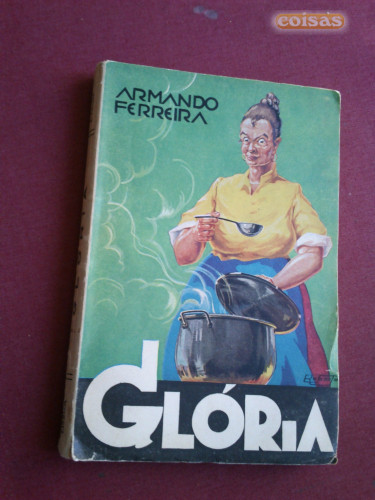 coisas
ARMANDO
FERREIRA
GLÓRIA